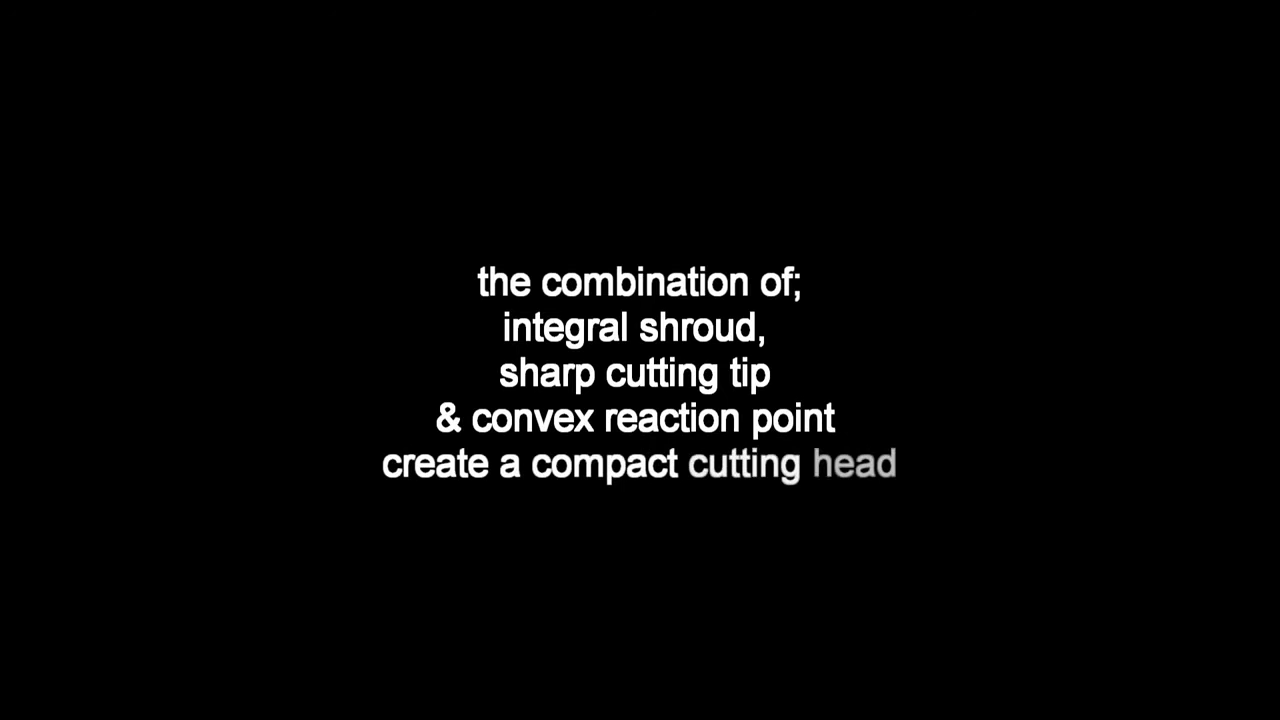 the combination of;
integral shroud,
sharp cutting tip
& convex reaction point
create a compact cutting head